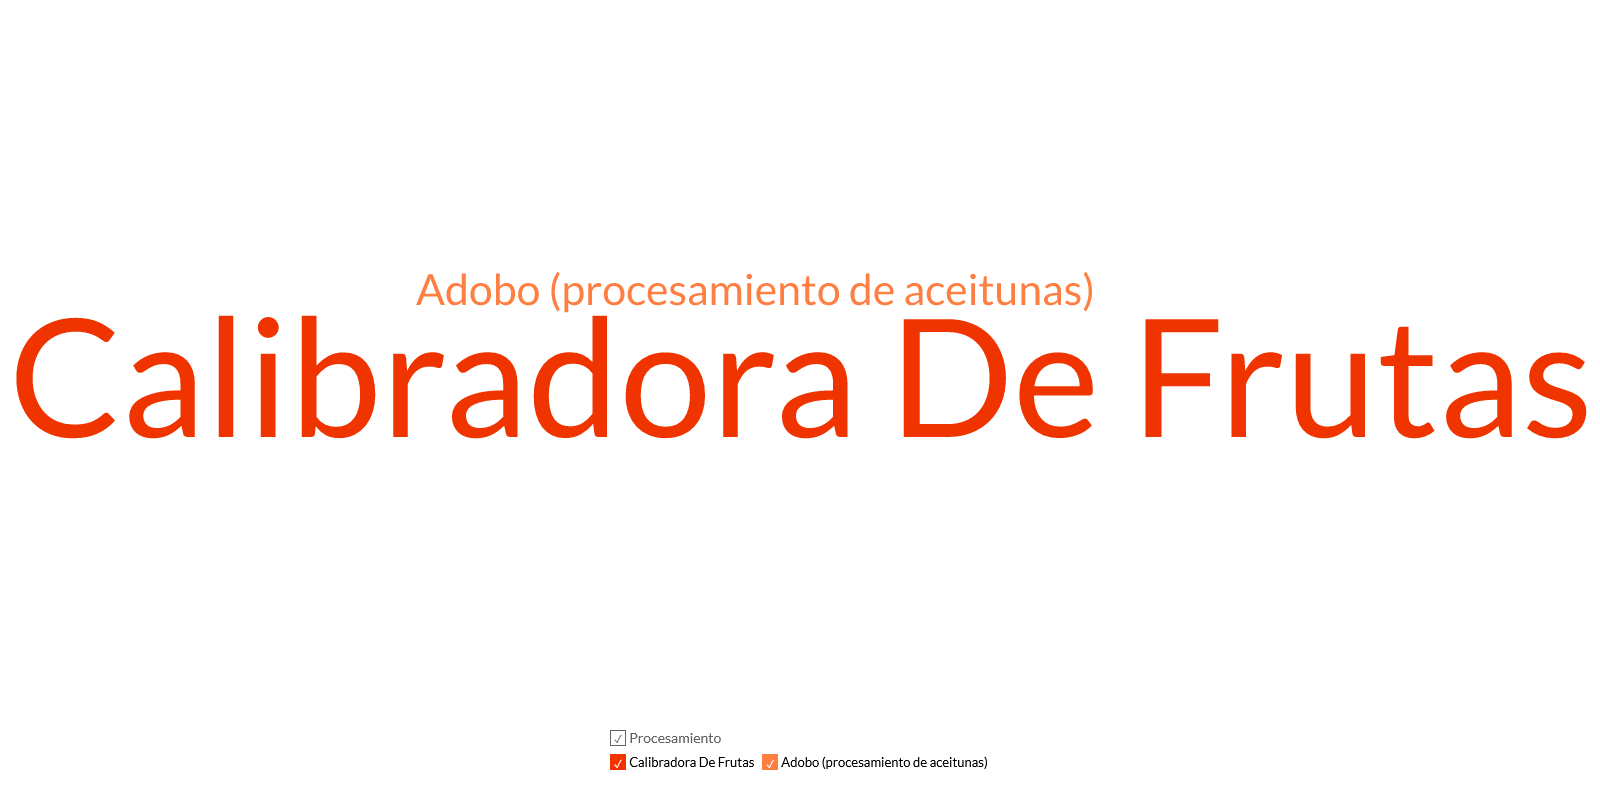 Adobo (procesamiento de aceitunas)
Calibradora De Frutas
Procesamiento
Calibradora De Frutas Adobo (procesamiento de aceitunas)